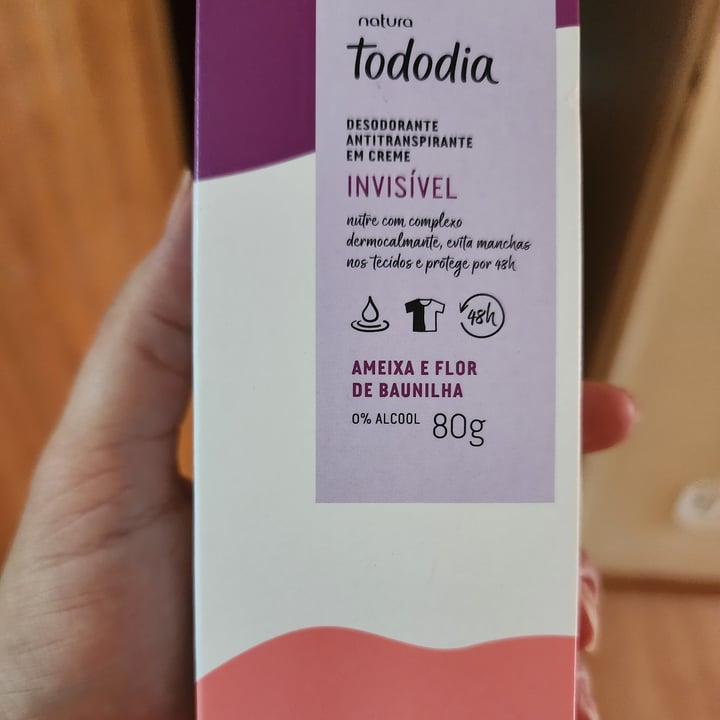 natura
tododia
DESODORANTE
ANTITRANSPIRANTE
EM CREME
INVISÍVEL
nutre com complexo
dermocalmante, evita manchas
nos tecidos e protege por 48h
48h
AMEIXA E FLOR
DE BAUNILHA
0% ALCOOL 80g